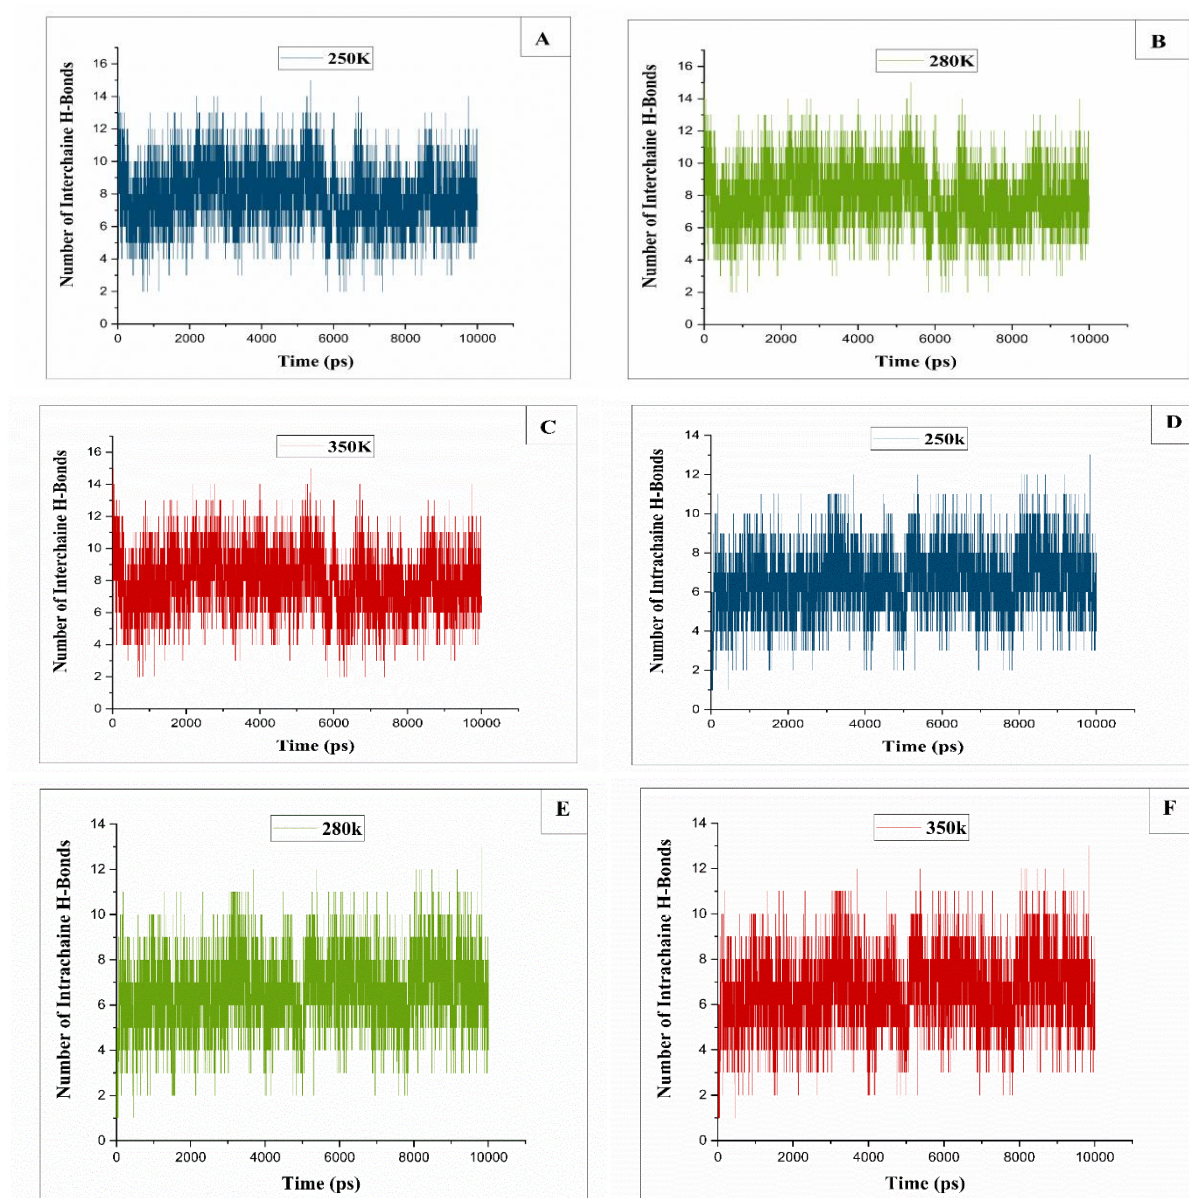 A
250K
Number of Interchaine H-Bonds
16
14
12
10
8
6
4
2
0
0 2000 4000 6000 8000 10000
Time (ps)
B
280K
Number of Interchaine H-Bonds
16
14
12
10
8
6
4
2
0
0 2000 4000 6000 8000 10000
Time (ps)
C
350K
Number of Interchaine H-Bonds
16
14
12
10
8
6
4
2
0
0 2000 4000 6000 8000 10000
Time (ps)
D
250k
Number of Intrachaine H-Bonds
14
12
10
8
6
4
2
0
0 2000 4000 6000 8000 10000
Time (ps)
E
280k
Number of Intrachaine H-Bonds
14
12
10
8
6
4
2
0
0 2000 4000 6000 8000 10000
Time (ps)
F
350k
Number of Intrachaine H-Bonds
14
12
10
8
6
4
2
0
0 2000 4000 6000 8000 10000
Time (ps)